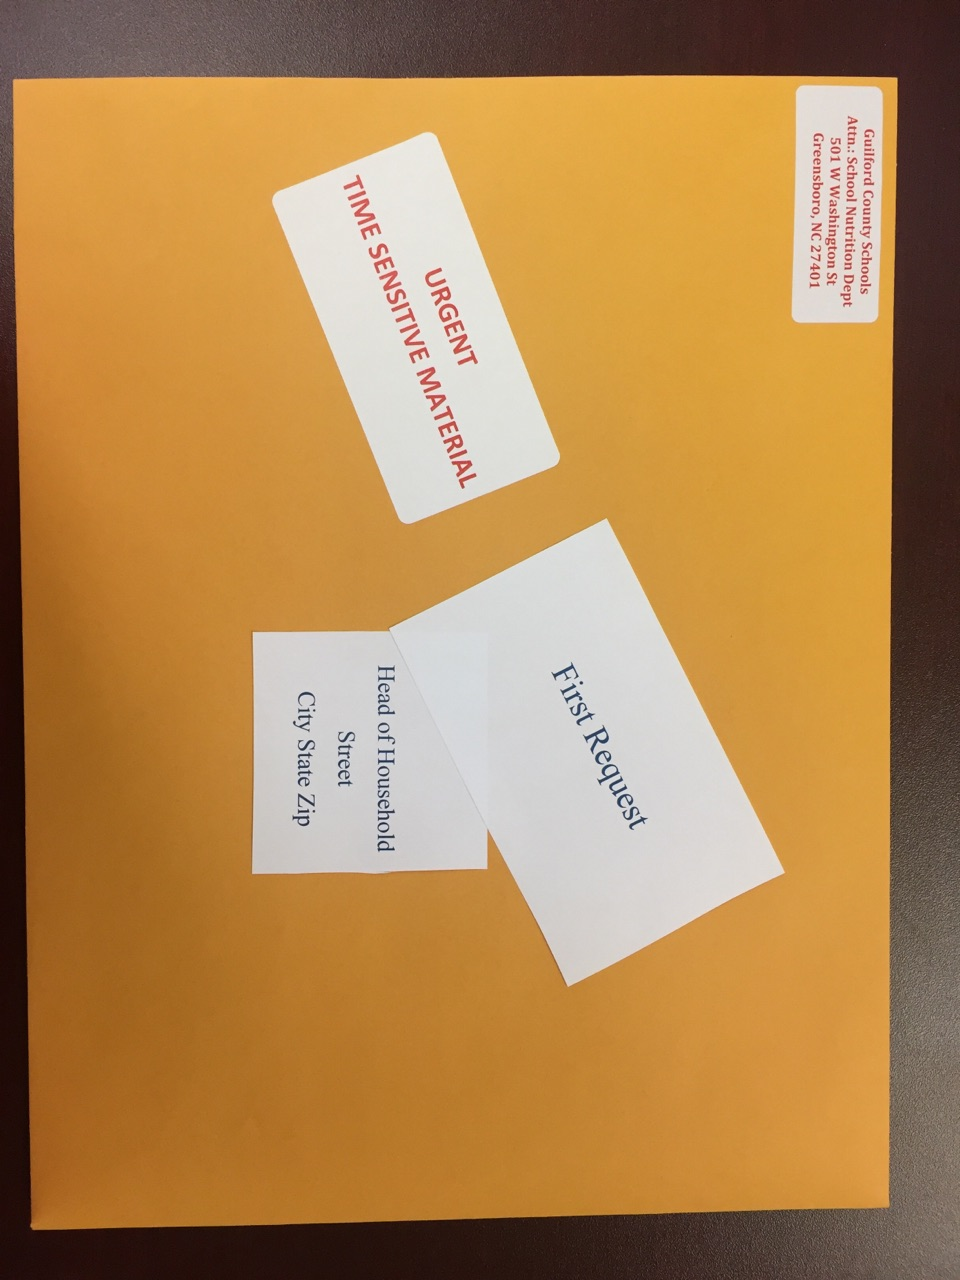 Guilford County Schools
Attn.: School Nutrition Dept
501 W Washington St
Greensboro, NC 27401
URGENT
TIME SENSITIVE MATERIAL
First Request
Head of Household
Street
City State Zip